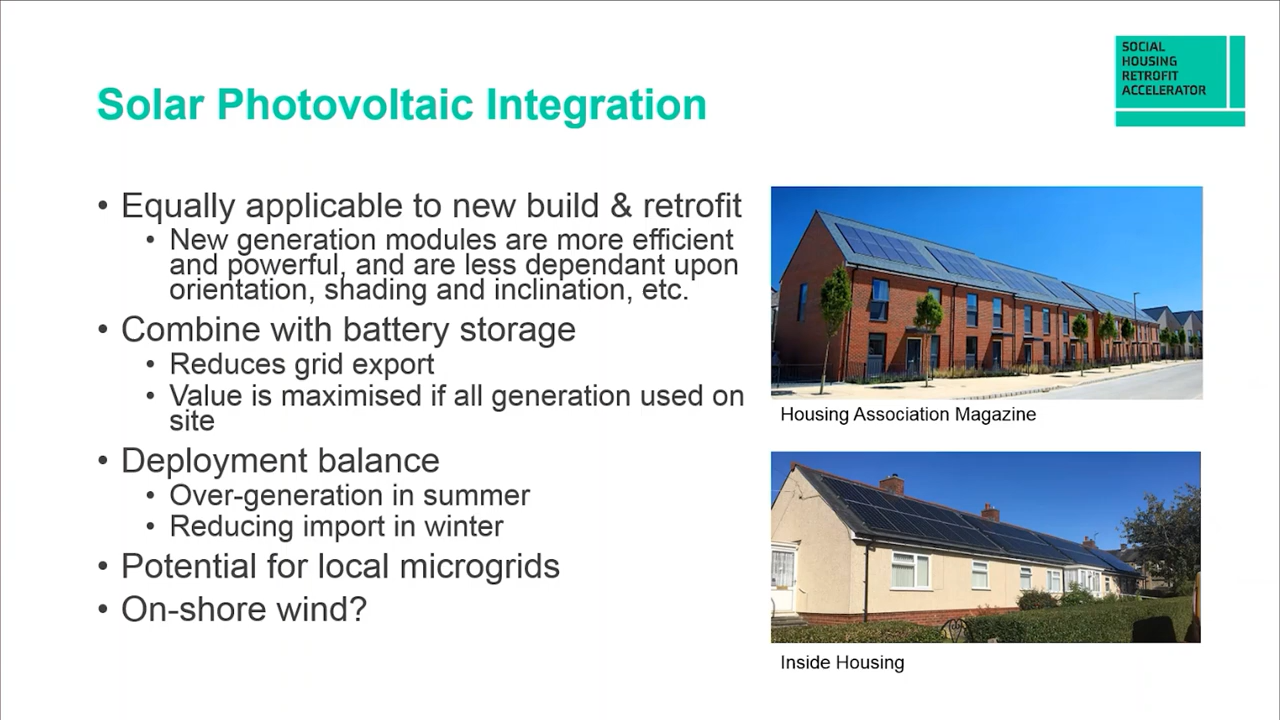 SOCIAL
HOUSING
RETROFIT
ACCELERATOR
Solar Photovoltaic Integration
• Equally applicable to new build & retrofit
• New generation modules are more efficient
and powerful, and are less dependant upon
orientation, shading and inclination, etc.
• Combine with battery storage
• Reduces grid export
• Value is maximised if all generation used on
site
• Deployment balance
• Over-generation in summer
• Reducing import in winter
• Potential for local microgrids
• On-shore wind?
Housing Association Magazine
Inside Housing